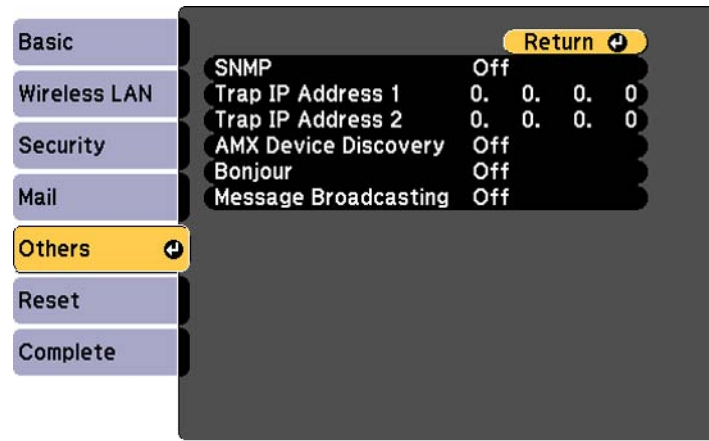 Basic
Wireless LAN
Security
Mail
Others
Reset
Complete
Return
SNMP Off
Trap IP Address 1 0. 0. 0. 0
Trap IP Address 2 0. 0. 0. 0
AMX Device Discovery Off
Bonjour Off
Message Broadcasting Off